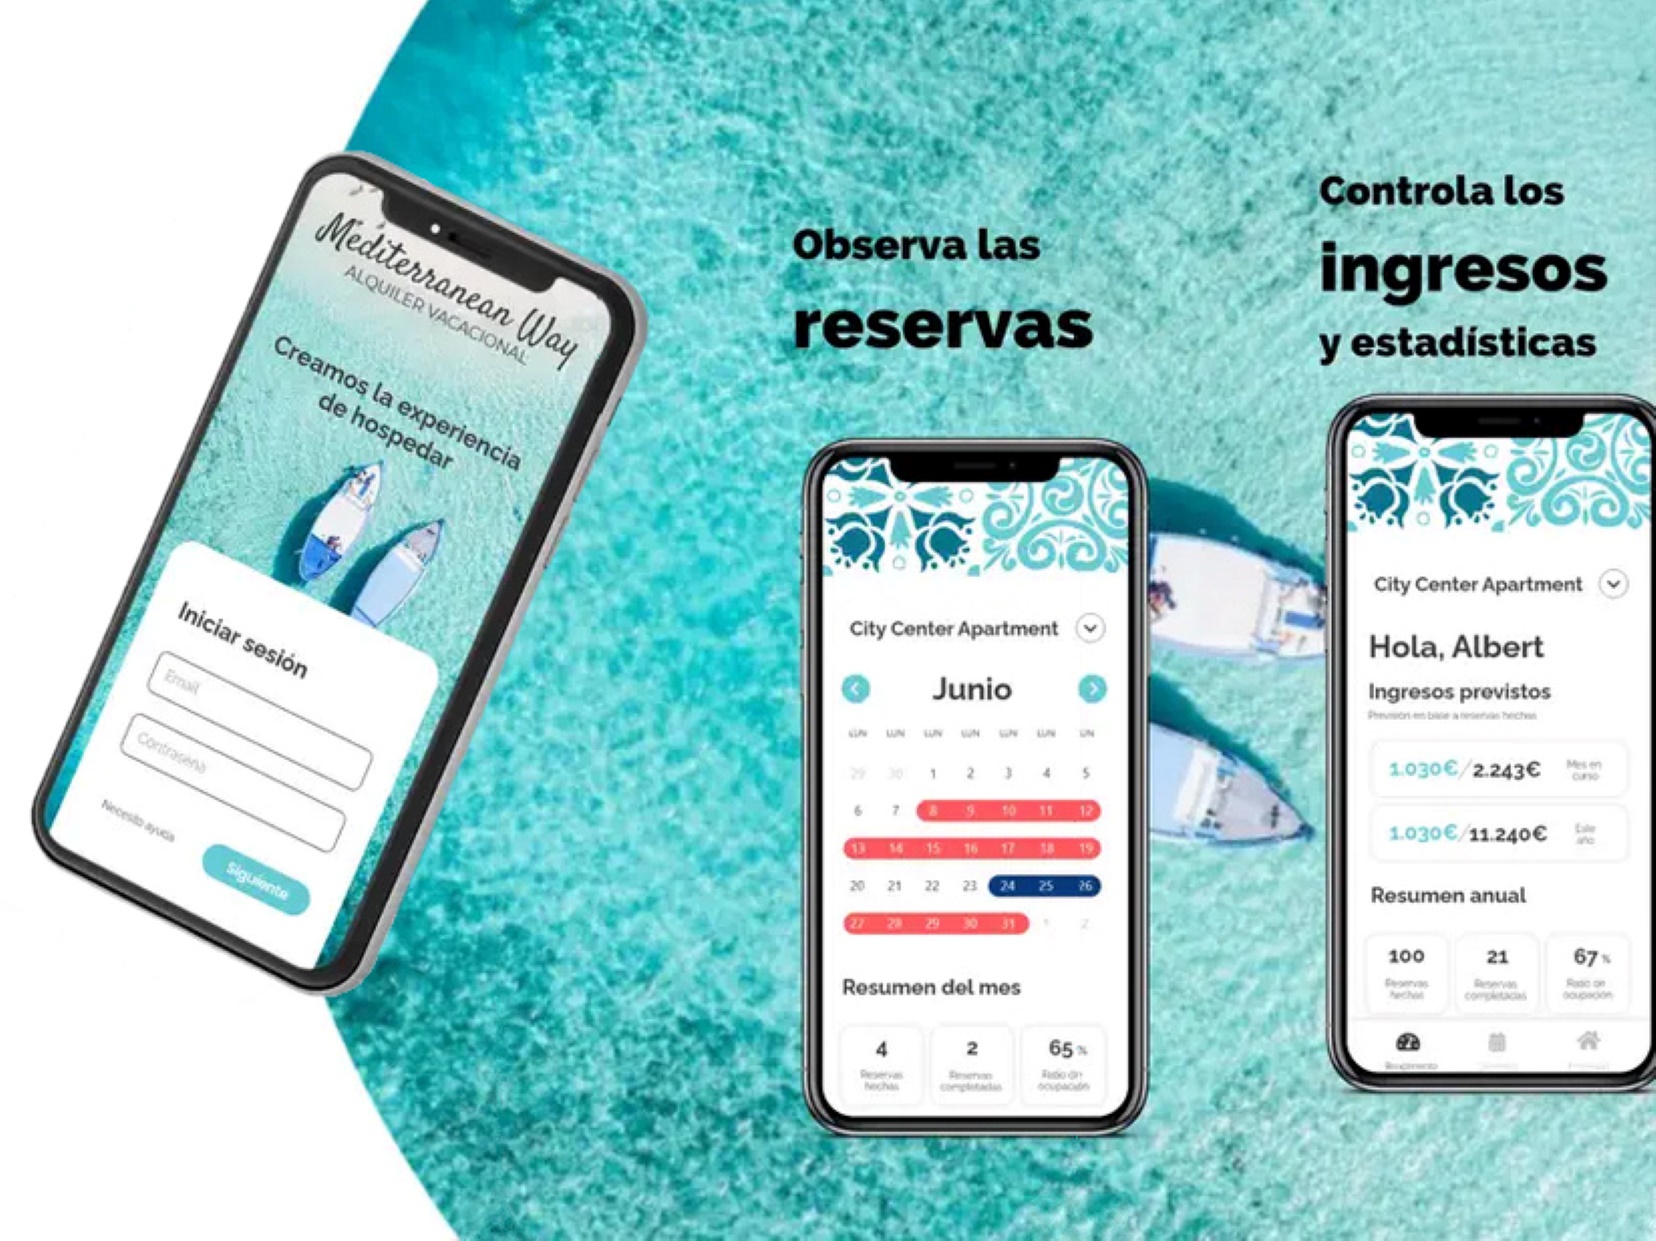 Mediterranean Way
ALQUILER VACACIONAL
Creamos la experiencia
de hospedar
Iniciar sesión
Email
Contraseña
Necesito ayuda
Siguiente
Observa las
reservas
City Center Apartment
Junio
LUN LUN LUN LUN LUN LUN UN
29 30 1 2 3 4 5
6 7 8 9 10 11 12
13 14 15 16 17 18 19
20 21 22 23 24 25 26
27 28 29 30 31 1 2
Resumen del mes
4 2 65 %
Reservas Reservas Ratio de
hechas completadas ocupación
Controla los
ingresos
y estadísticas
City Center Apartment
Hola, Albert
Ingresos previstos
Previsión en base a reservas hechas
1.030€/2.243€ Mes en
curso
1.030€/11.240€ Este
año
Resumen anual
100 21 67 %
Reservas Reservas Ratio de
hechas completadas ocupación
Rendimiento